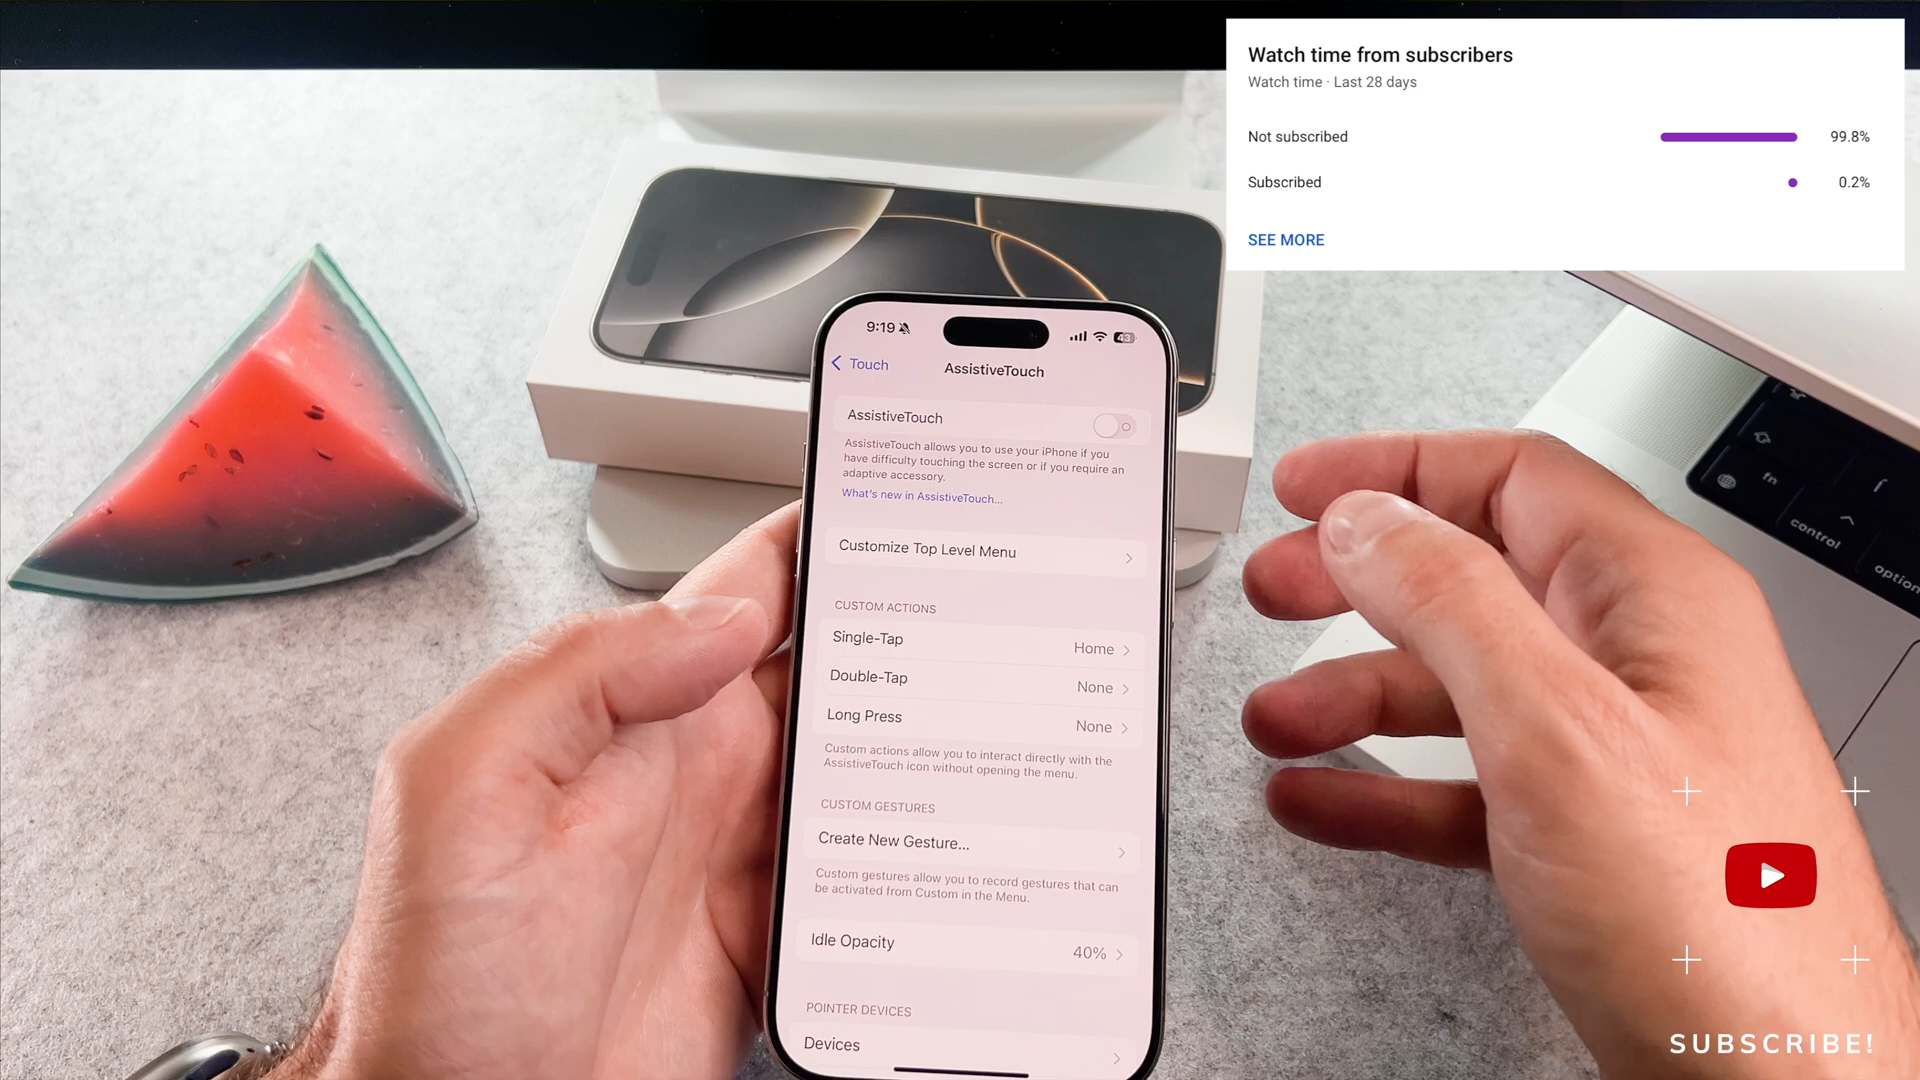 Watch time from subscribers
Watch time · Last 28 days
Not subscribed 99.8%
Subscribed 0.2%
SEE MORE
9:19
43
Touch
AssistiveTouch
AssistiveTouch
AssistiveTouch allows you to use your iPhone if you
have difficulty touching the screen or if you require an
adaptive accessory.
What's new in AssistiveTouch...
Customize Top Level Menu
CUSTOM ACTIONS
Single-Tap Home
Double-Tap None
Long Press None
Custom actions allow you to interact directly with the
AssistiveTouch icon without opening the menu.
CUSTOM GESTURES
Create New Gesture...
Custom gestures allow you to record gestures that can
be activated from Custom in the Menu.
Idle Opacity 40%
POINTER DEVICES
Devices
fn
control
option
SUBSCRIBE!